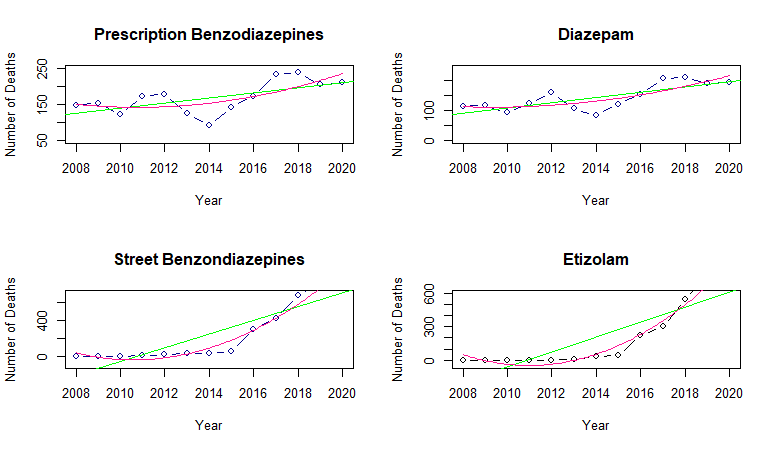 Prescription Benzodiazepines
Number of Deaths
50 150 250
2008 2010 2012 2014 2016 2018 2020
Year
Diazepam
Number of Deaths
0 100
2008 2010 2012 2014 2016 2018 2020
Year
Street Benzondiazepines
Number of Deaths
0 400
2008 2010 2012 2014 2016 2018 2020
Year
Etizolam
Number of Deaths
0 300 600
2008 2010 2012 2014 2016 2018 2020
Year